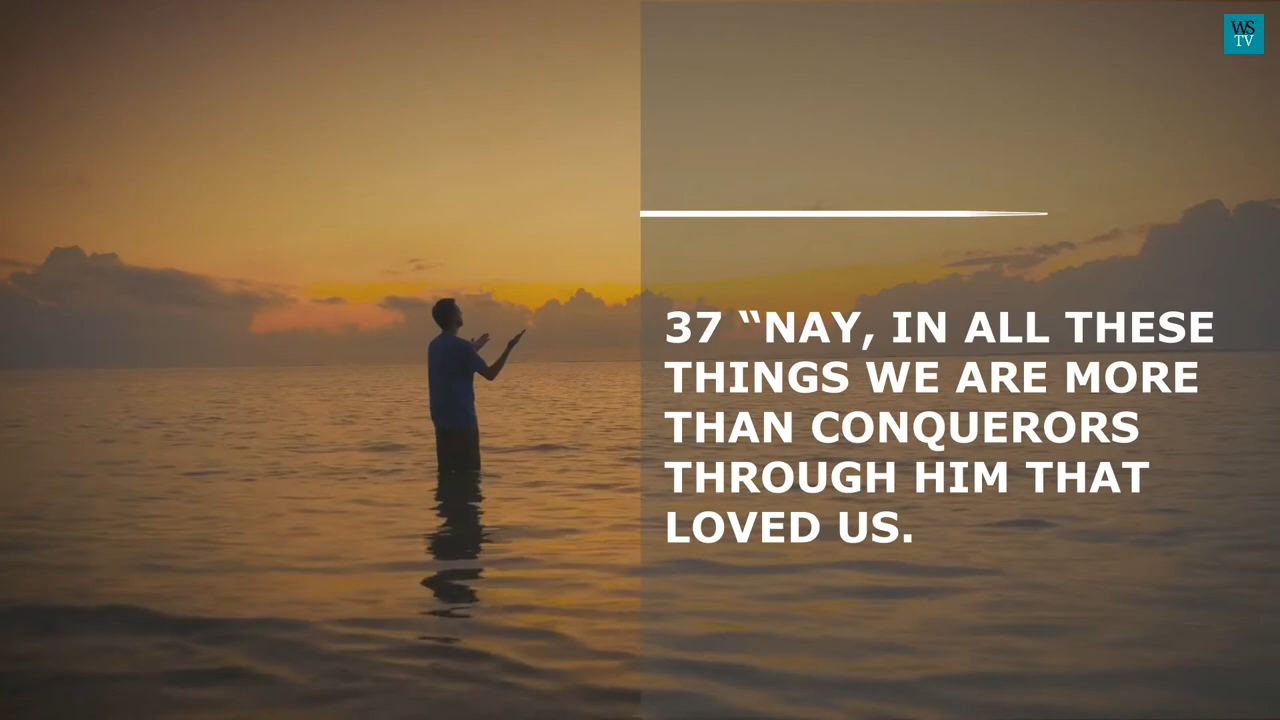 WS
TV
37 “NAY, IN ALL THESE
THINGS WE ARE MORE
THAN CONQUERORS
THROUGH HIM THAT
LOVED US.